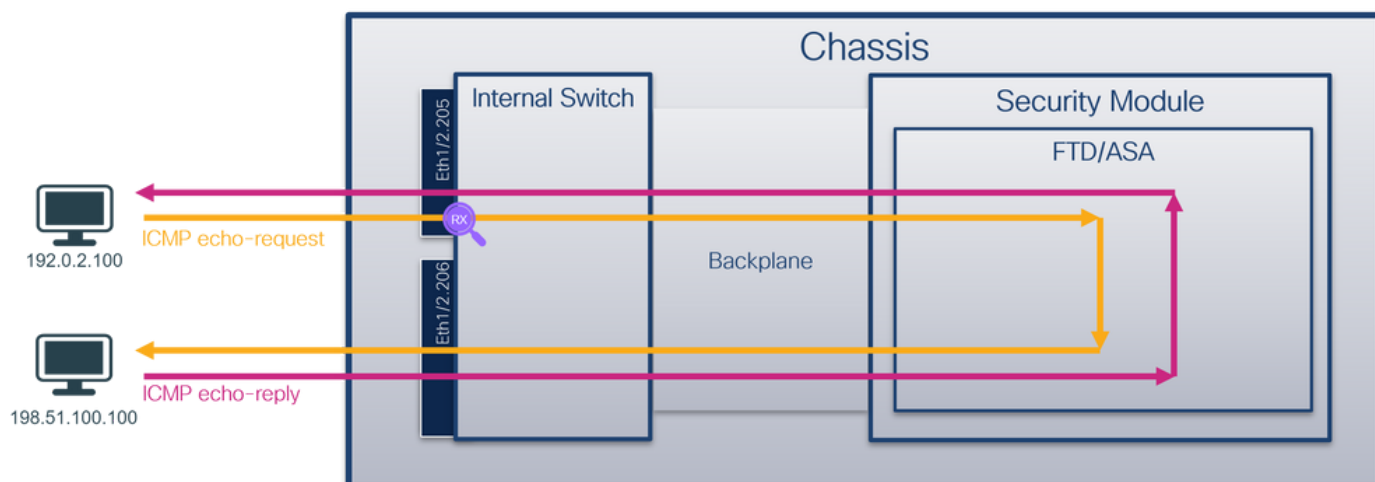 Chassis
Internal Switch
Security Module
FTD/ASA
Eth1/2.205
RX
ICMP echo-request
192.0.2.100
Backplane
Eth1/2.206
ICMP echo-reply
198.51.100.100